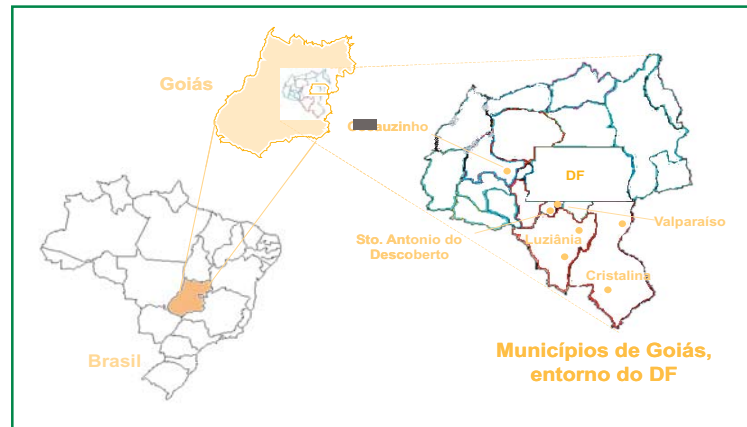 Goiás
DF
Valparaíso
Sto. Antonio do
Descoberto
Luziânia
Cristalina
Brasil
Municípios de Goiás,
entorno do DF